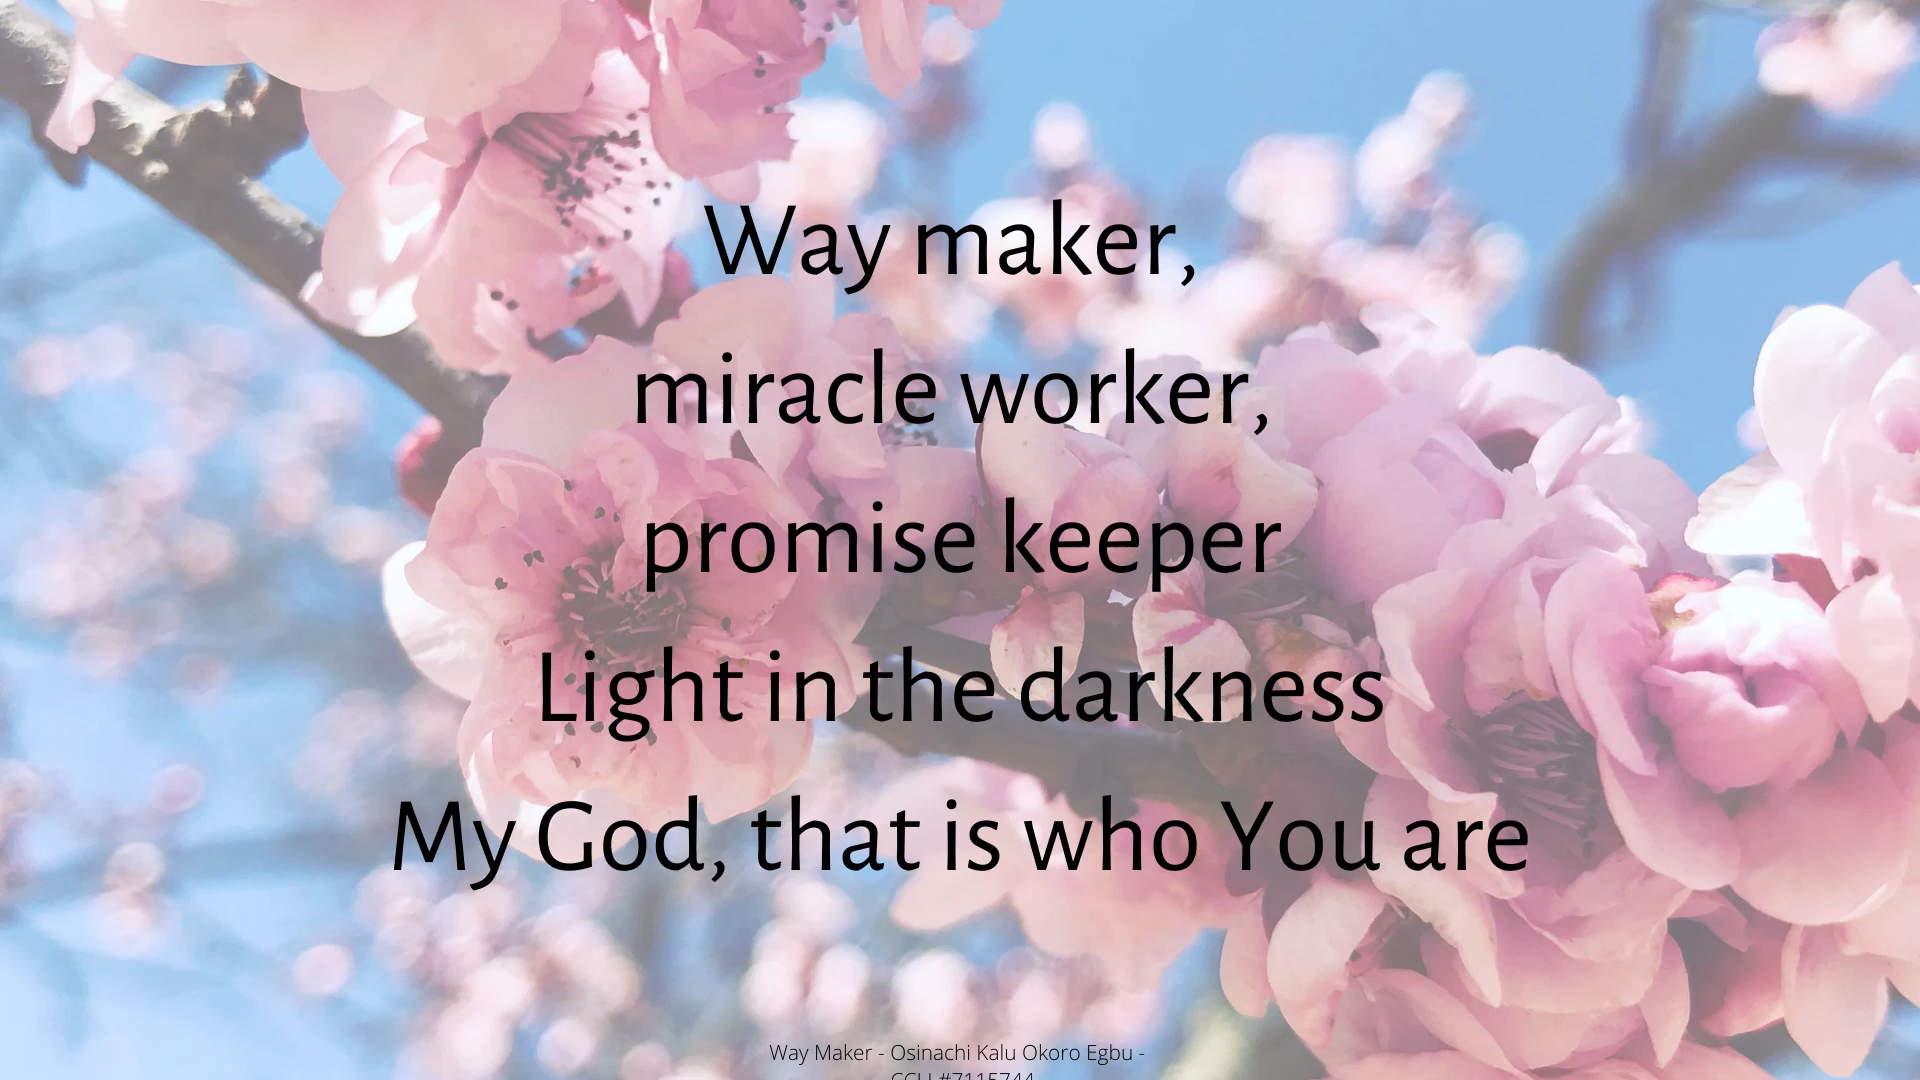 Way maker,
miracle worker,
promise keeper
Light in the darkness
My God, that is who You are
Way Maker - Osinachi Kalu Okoro Egbu -